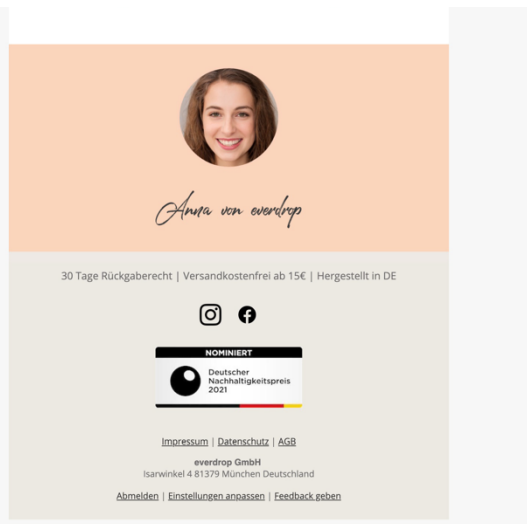 Anna von everdrop
30 Tage Rückgaberecht | Versandkostenfrei ab 15€ | Hergestellt in DE
NOMINIERT
Deutscher
Nachhaltigkeitspreis
2021
Impressum | Datenschutz | AGB
everdrop GmbH
Isarwinkel 4 81379 München Deutschland
Abmelden | Einstellungen anpassen | Feedback geben